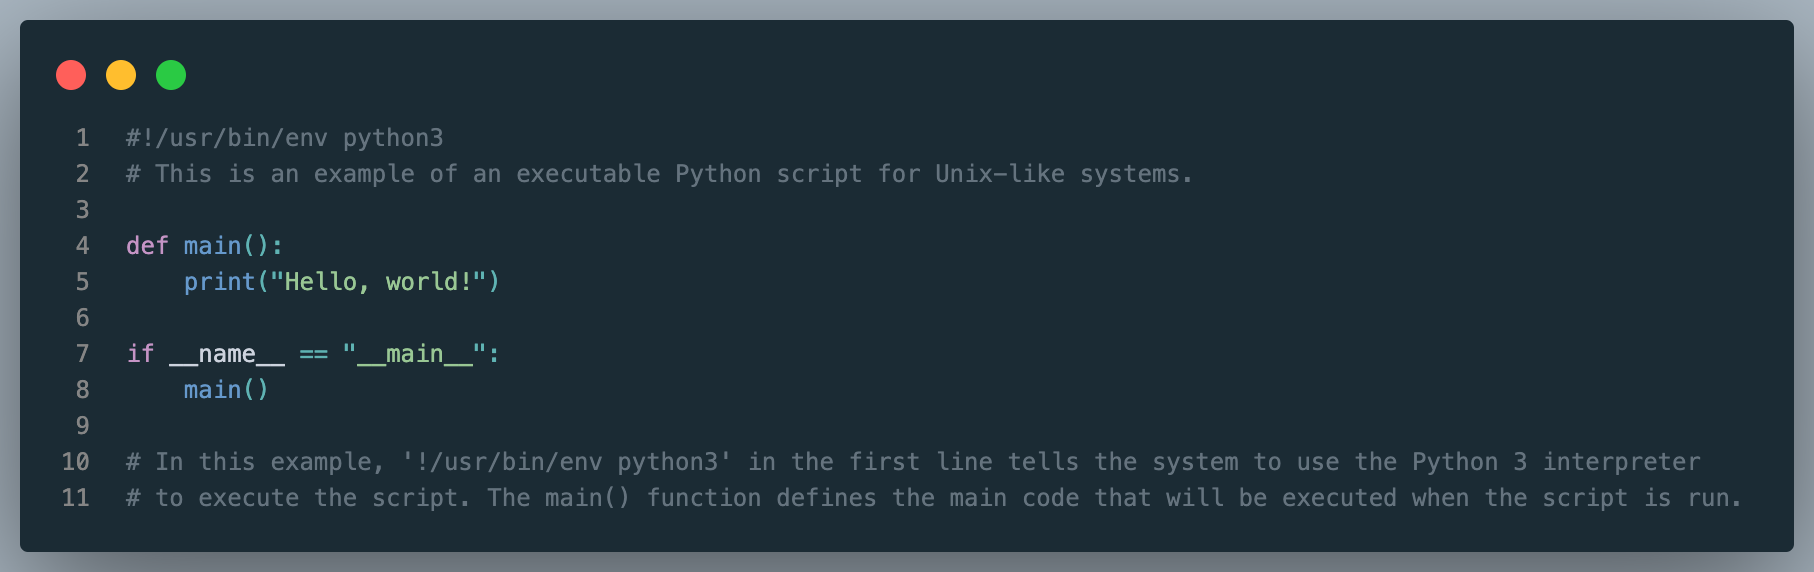 1 #!/usr/bin/env python3
2 # This is an example of an executable Python script for Unix-like systems.
3
4 def main():
5     print("Hello, world!")
6
7 if __name__ == "__main__":
8     main()
9
10 # In this example, '!/usr/bin/env python3' in the first line tells the system to use the Python 3 interpreter
11 # to execute the script. The main() function defines the main code that will be executed when the script is run.